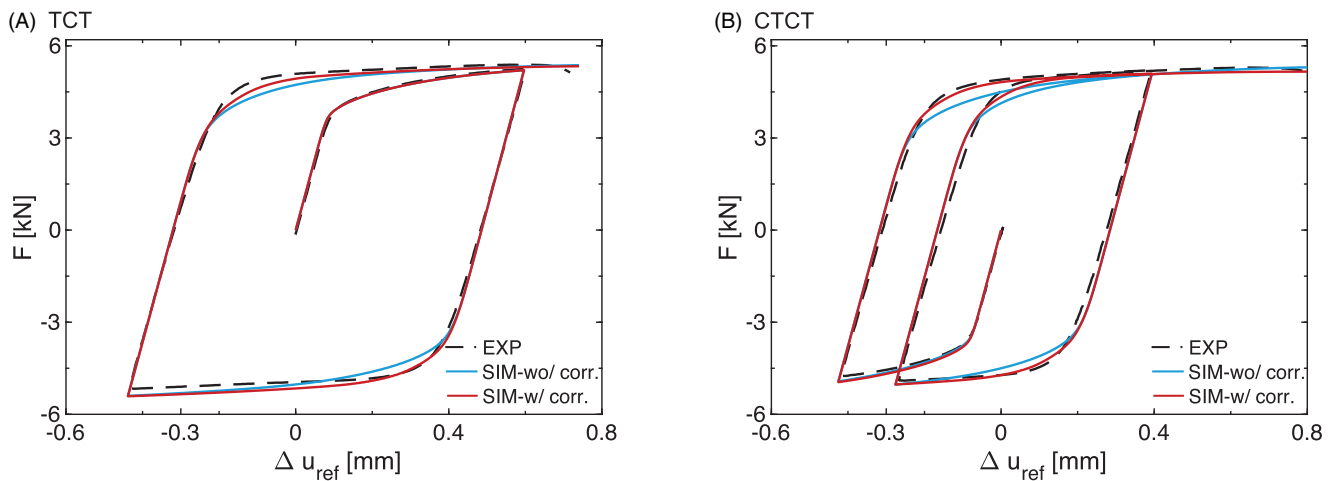 (A) TCT
6
3
0
-3
-6
F [kN]
-0.6
-0.3
0
0.4
0.8
Δ u_ref [mm]
EXP
SIM-wo/ corr.
SIM-w/ corr.
(B) CTCT
6
3
0
-3
-6
F [kN]
-0.8
-0.4
0
0.4
0.8
Δ u_ref [mm]
EXP
SIM-wo/ corr.
SIM-w/ corr.